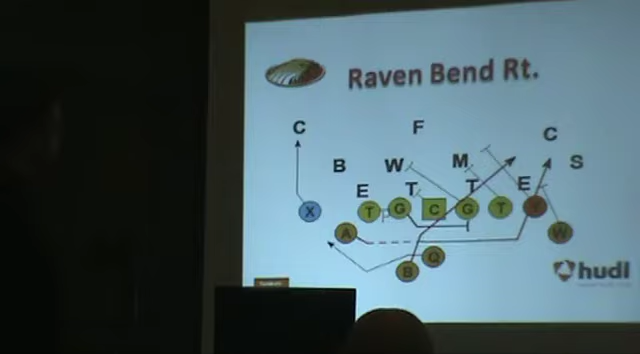 Raven Bend Rt.
C F C
B W M S
E T T E
X T G C G T W
A
Q
B
hudl